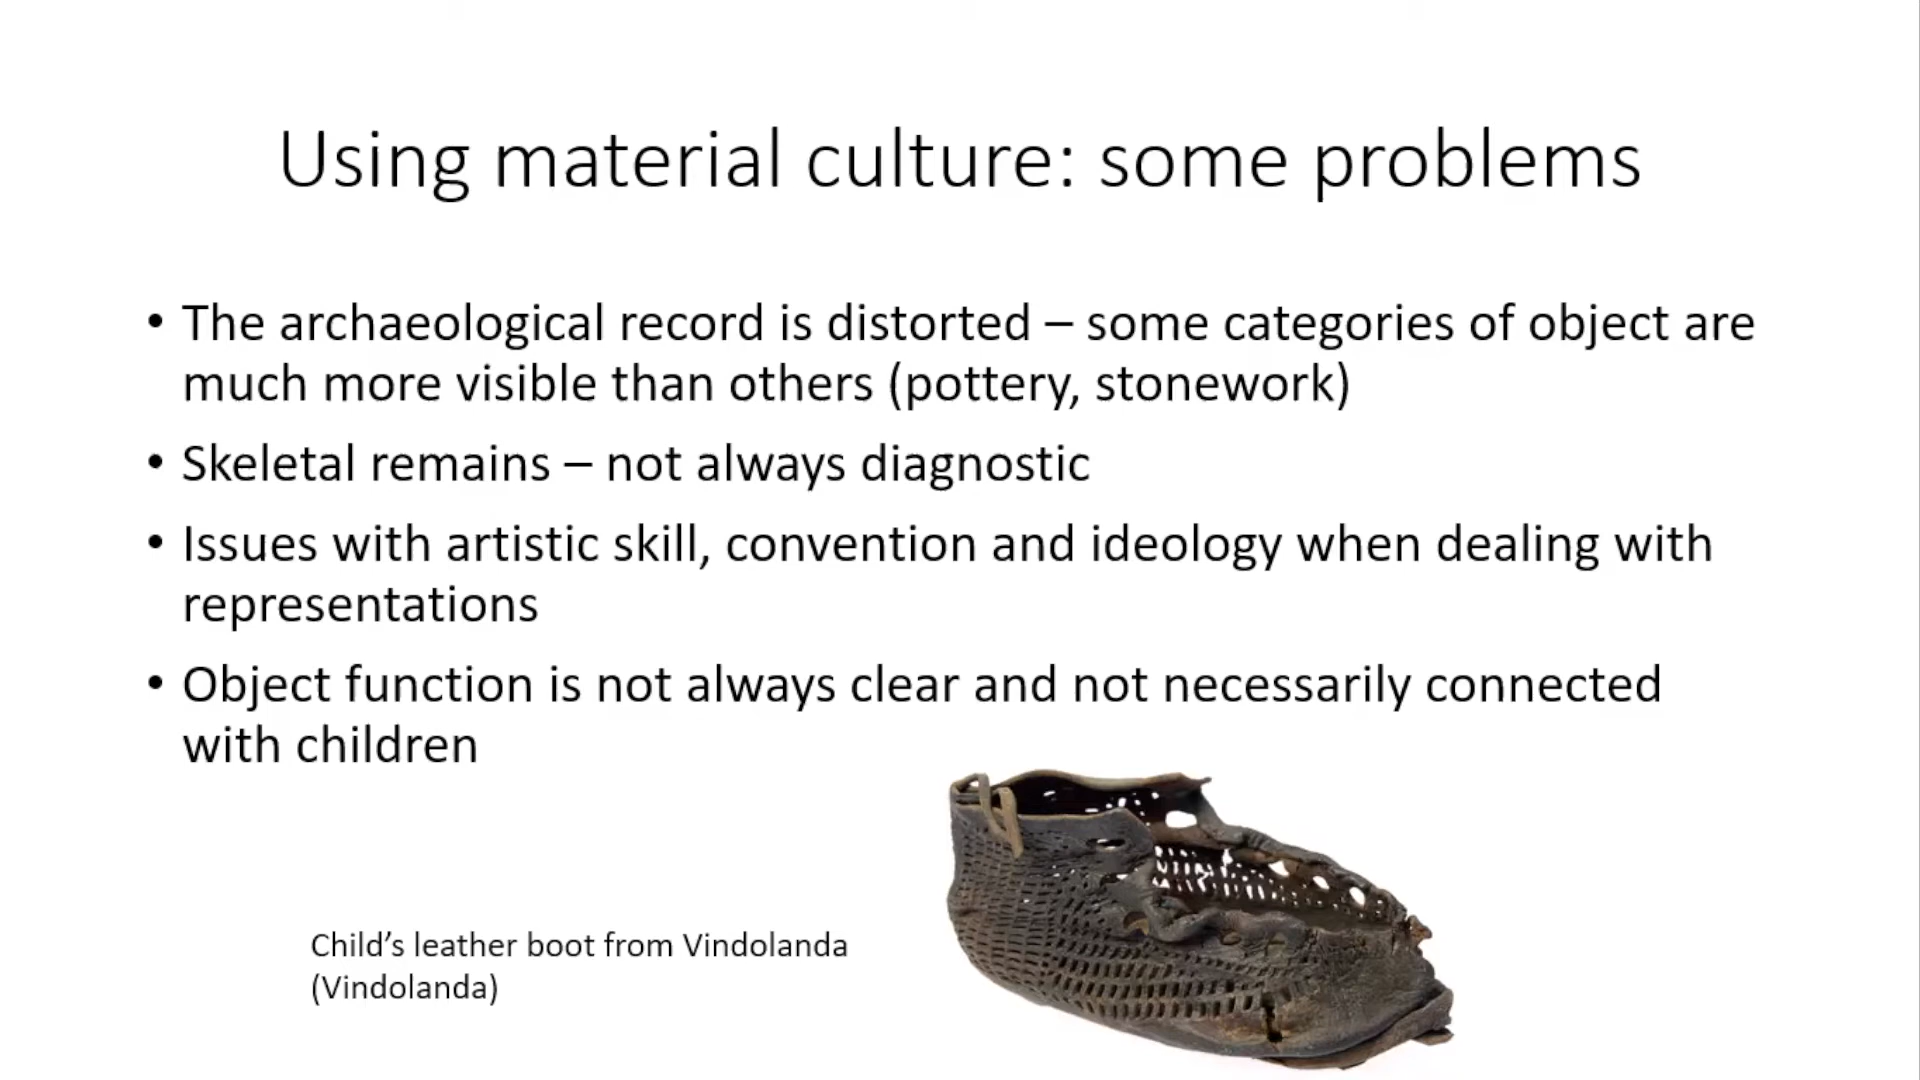 Using material culture: some problems
• The archaeological record is distorted – some categories of object are
much more visible than others (pottery, stonework)
• Skeletal remains – not always diagnostic
• Issues with artistic skill, convention and ideology when dealing with
representations
• Object function is not always clear and not necessarily connected
with children
Child’s leather boot from Vindolanda
(Vindolanda)